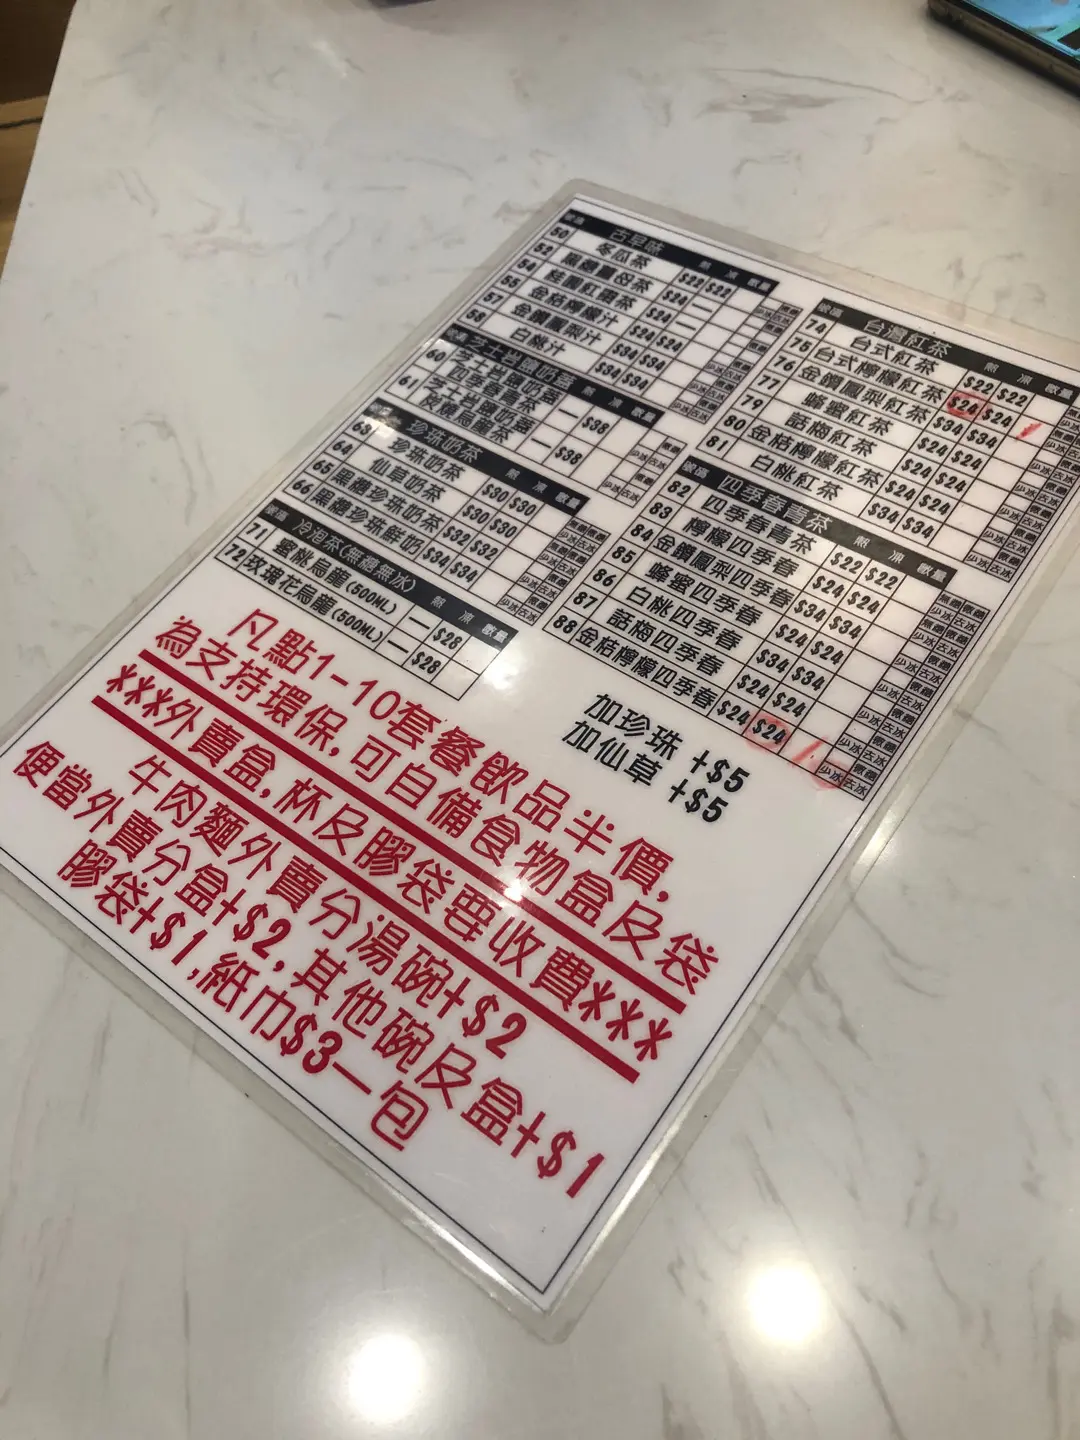 號碼 古早味 熱 凍 數量
50 冬瓜茶 $22 $22
52 黑糖薑母茶 $24 —
54 桂圓紅棗茶 $24 —
55 金桔檸檬汁 $24 $24
57 金鑽鳳梨汁 $34 $34
58 白桃汁 $34 $34
芝士岩鹽奶蓋 熱 凍 數量
60 芝士岩鹽奶蓋四季春青茶 — $38
61 芝士岩鹽奶蓋炭燒烏龍茶 — $38
珍珠奶茶 熱 凍 數量
63 珍珠奶茶 $30 $30
64 仙草奶茶 $30 $30
65 黑糖珍珠奶茶 $32 $32
66 黑糖珍珠鮮奶 $34 $34
號碼 冷泡茶(無糖無冰) 熱 凍 數量
71 蜜桃烏龍(500ML) — $28
72 玫瑰花烏龍(500ML) — $28
號碼 台灣紅茶 熱 凍 數量
74 台式紅茶 $22 $22
75 台式檸檬紅茶 $24 $24
76 金鑽鳳梨紅茶 $34 $34
77 蜂蜜紅茶 $24 $24
79 話梅紅茶 $24 $24
80 金桔檸檬紅茶 $24 $24
81 白桃紅茶 $34 $34
號碼 四季春青茶 熱 凍 數量
82 四季春青茶 $22 $22
83 檸檬四季春 $24 $24
84 金鑽鳳梨四季春 $34 $34
85 蜂蜜四季春 $24 $24
86 白桃四季春 $34 $34
87 話梅四季春 $24 $24
88 金桔檸檬四季春 $24 $24
加珍珠 +$5
加仙草 +$5
凡點1-10套餐飲品半價,
為支持環保,可自備食物盒及袋
***外賣盒,杯及膠袋要收費***
牛肉麵外賣分湯碗+$2
便當外賣分盒+$2,其他碗及盒+$1
膠袋+$1,紙巾$3一包